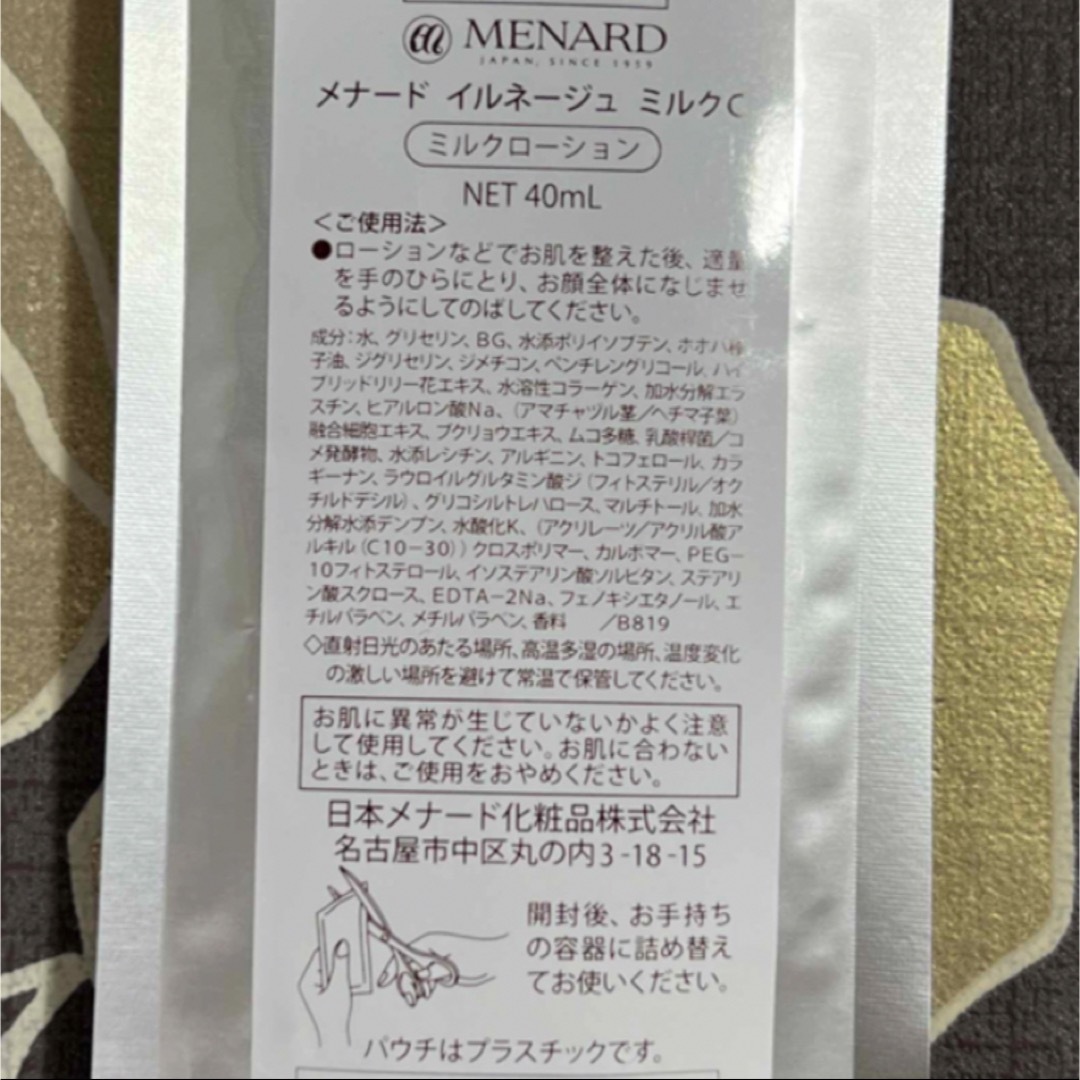 MENARD
JAPAN, SINCE 1959
メナード イルネージュ ミルクC
ミルクローション
NET 40mL
<ご使用法>
●ローションなどでお肌を整えた後、適量
を手のひらにとり、お顔全体になじませ
るようにしてのばしてください。
成分：水、グリセリン、BG、水添ポリイソブテン、ホホバ種
子油、ジグリセリン、ジメチコン、ペンチレングリコール、ハイ
ブリッドリリー花エキス、水溶性コラーゲン、加水分解エラ
スチン、ヒアルロン酸Na、（アマチャヅル葉／ヘチマ子葉）
融合細胞エキス、ブクリョウエキス、ムコ多糖、乳酸桿菌／コ
メ発酵物、水添レシチン、アルギニン、トコフェロール、カラ
ギーナン、ラウロイルグルタミン酸ジ（フィトステリル／オク
チルドデシル）、グリコシルトレハロース、マルチトール、加水
分解水添デンプン、水酸化K、（アクリレーツ／アクリル酸ア
ルキル（C10－30））クロスポリマー、カルボマー、PEG－
10フィトステロール、イソステアリン酸ソルビタン、ステアリ
ン酸スクロース、EDTA－2Na、フェノキシエタノール、エ
チルパラベン、メチルパラベン、香料　／B819
◇直射日光のあたる場所、高温多湿の場所、温度変化
の激しい場所を避けて常温で保管してください。
お肌に異常が生じていないかよく注意
して使用してください。お肌に合わない
ときは、ご使用をおやめください。
日本メナード化粧品株式会社
名古屋市中区丸の内3-18-15
開封後、お手持ち
の容器に詰め替え
てお使いください。
パウチはプラスチックです。